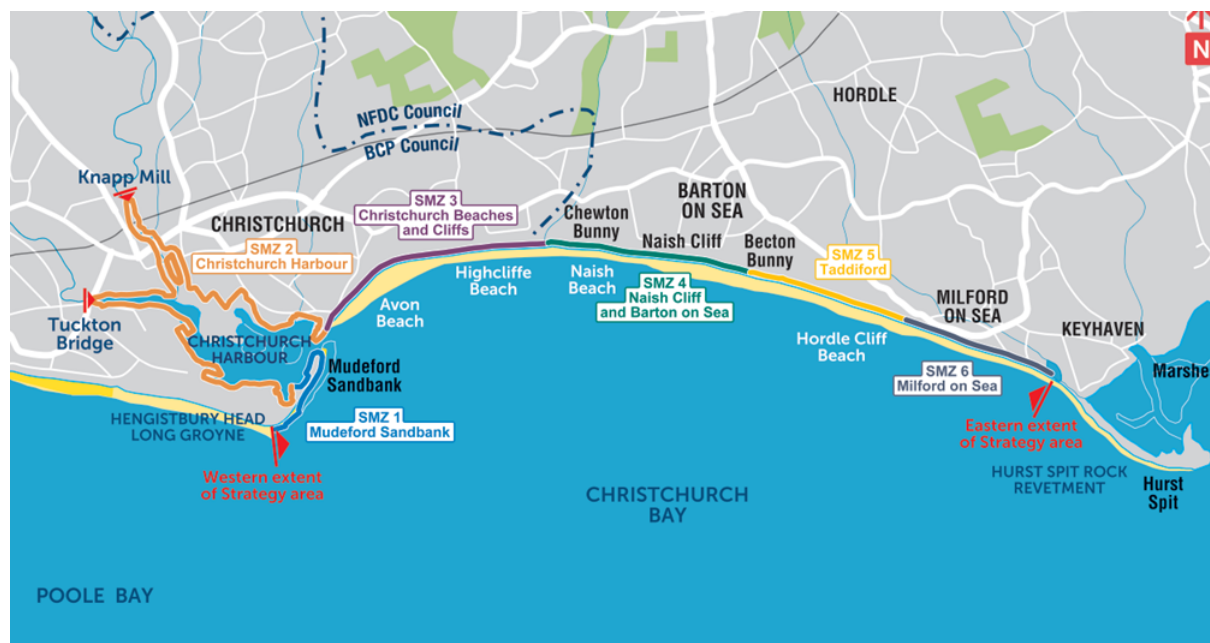 N
HORDLE
NFDC Council
BCP Council
Knapp Mill
CHRISTCHURCH
SMZ 3
Christchurch Beaches
and Cliffs
BARTON
ON SEA
Chewton
Bunny
SMZ 2
Christchurch Harbour
Naish Cliff
Becton
Bunny
SMZ 5
Taddiford
Highcliffe
Beach
Naish
Beach
SMZ 4
Naish Cliff
and Barton on Sea
Avon
Beach
MILFORD
ON SEA
KEYHAVEN
Tuckton
Bridge
CHRISTCHURCH
HARBOUR
Hordle Cliff
Beach
Mudeford
Sandbank
Marshe
SMZ 6
Milford on Sea
HENGISTBURY HEAD
LONG GROYNE
SMZ 1
Mudeford Sandbank
Eastern extent
of Strategy area
Western extent
of Strategy area
HURST SPIT ROCK
REVETMENT
Hurst
Spit
CHRISTCHURCH
BAY
POOLE BAY